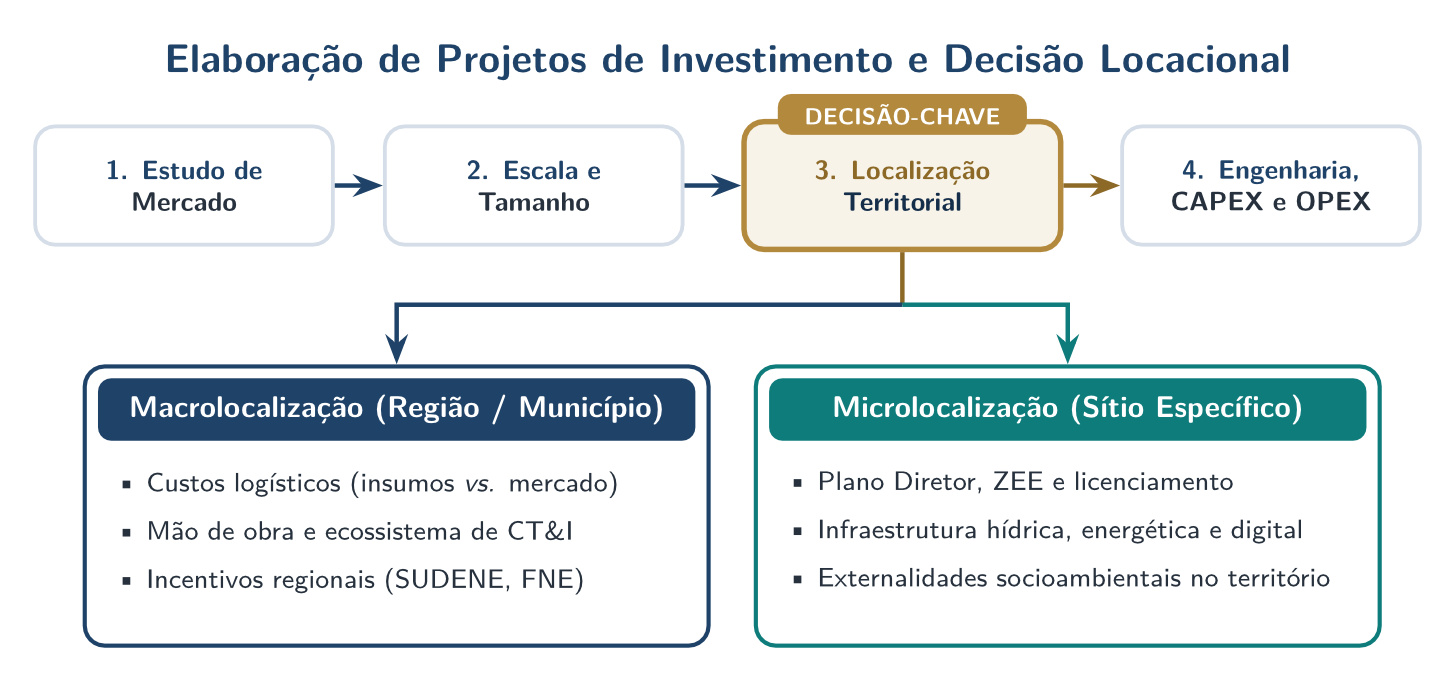 Elaboração de Projetos de Investimento e Decisão Locacional
DECISÃO-CHAVE
1. Estudo de
Mercado
2. Escala e
Tamanho
3. Localização
Territorial
4. Engenharia,
CAPEX e OPEX
Macrolocalização (Região / Município)
▪ Custos logísticos (insumos vs. mercado)
▪ Mão de obra e ecossistema de CT&I
▪ Incentivos regionais (SUDENE, FNE)
Microlocalização (Sítio Específico)
▪ Plano Diretor, ZEE e licenciamento
▪ Infraestrutura hídrica, energética e digital
▪ Externalidades socioambientais no território